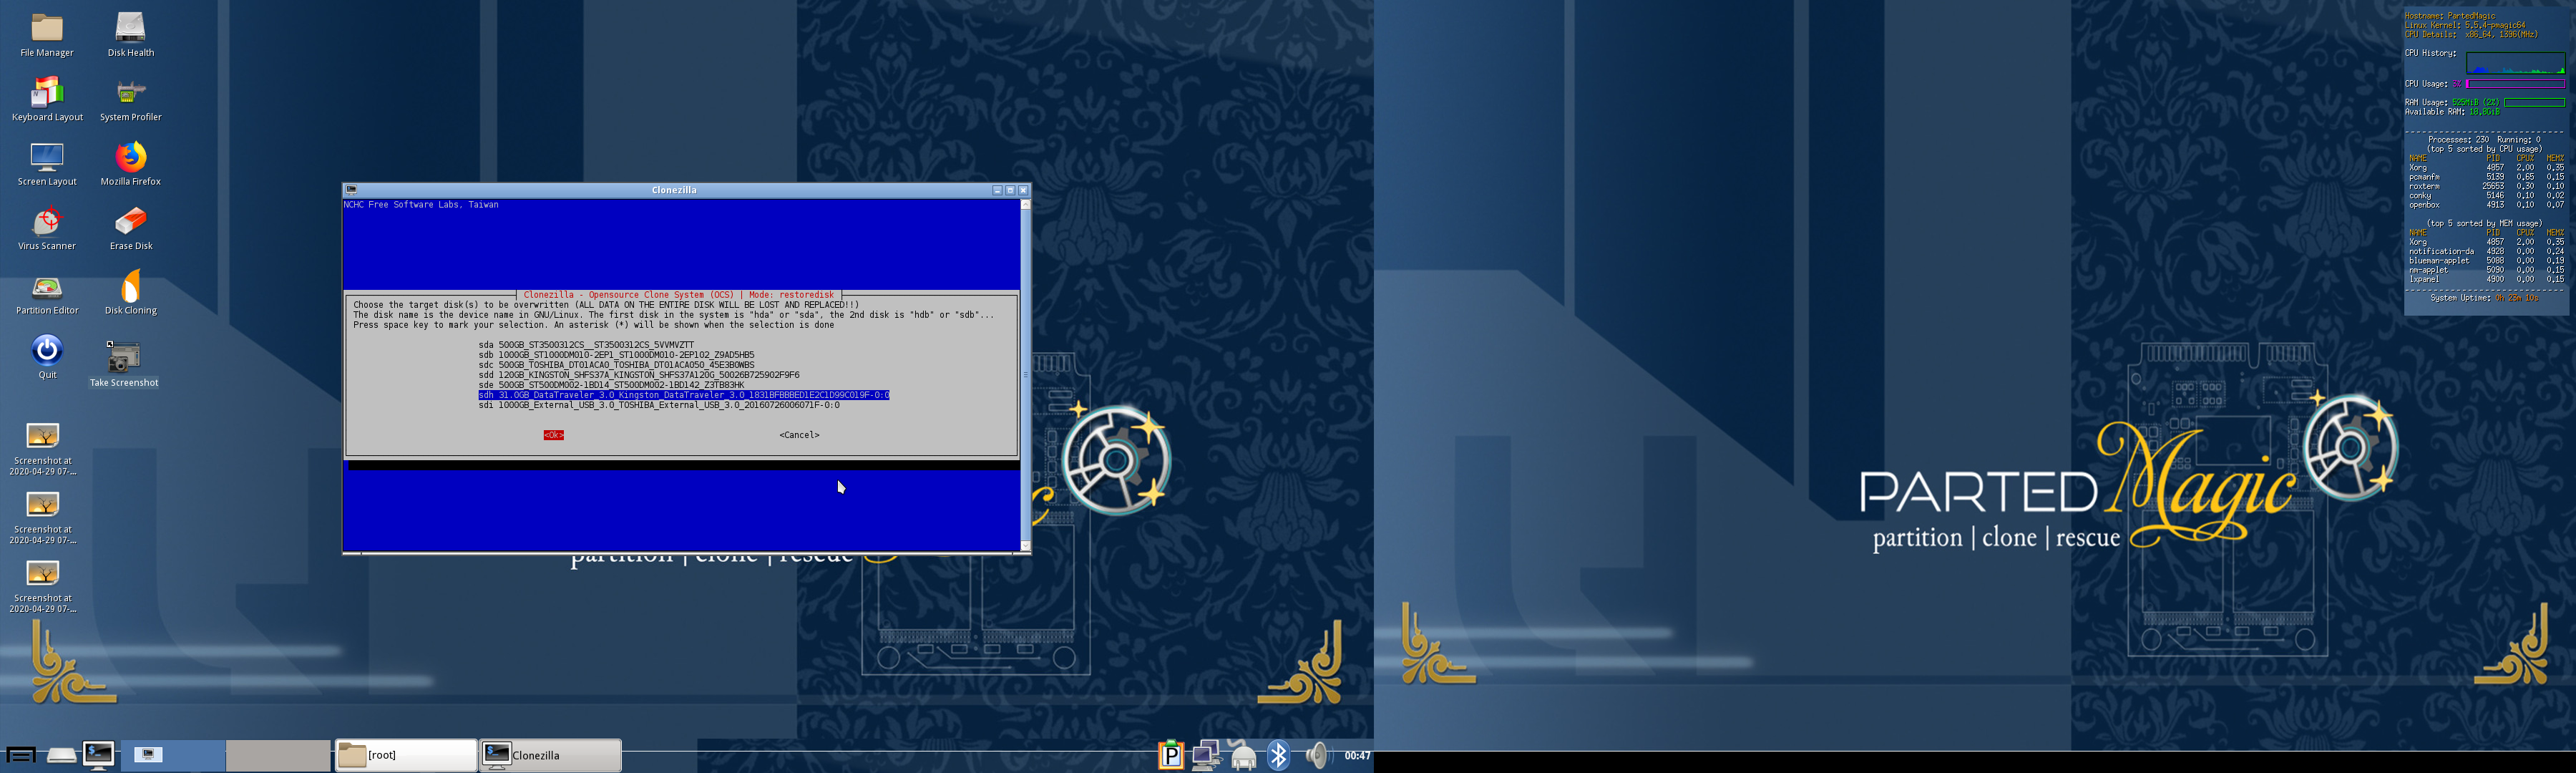 File Manager
Disk Health
Keyboard Layout
System Profiler
Screen Layout
Mozilla Firefox
Virus Scanner
Erase Disk
Partition Editor
Disk Cloning
Quit
Take Screenshot
Screenshot at
2020-04-29 07-...
Screenshot at
2020-04-29 07-...
Screenshot at
2020-04-29 07-...
Clonezilla
NCHC Free Software Labs, Taiwan
Clonezilla - Opensource Clone System (OCS) | Mode: restoredisk
Choose the target disk(s) to be overwritten (ALL DATA ON THE ENTIRE DISK WILL BE LOST AND REPLACED!!)
The disk name is the device name in GNU/Linux. The first disk in the system is "hda" or "sda", the 2nd disk is "hdb" or "sdb"...
Press space key to mark your selection. An asterisk (*) will be shown when the selection is done
sda 500GB_ST3500312CS__ST3500312CS_5VVMVZTT
sdb 1000GB_ST1000DM010-2EP1_ST1000DM010-2EP102_Z9AD5HB5
sdc 500GB_TOSHIBA_DT01ACA0_TOSHIBA_DT01ACA050_45E3B0WBS
sdd 120GB_KINGSTON_SHFS37A_KINGSTON_SHFS37A120G_50026B725902F9F6
sde 500GB_ST500DM002-1BD14_ST500DM002-1BD142_Z3TB83HK
sdh 31.0GB_DataTraveler_3.0_Kingston_DataTraveler_3.0_1831BFBBBED1E2C1D99C019F-0:0
sdi 1000GB_External_USB_3.0_TOSHIBA_External_USB_3.0_20160726006071F-0:0
<Ok>
<Cancel>
partition | clone | rescue
[root]
Clonezilla
00:47
PARTED Magic
partition | clone | rescue
Hostname: PartedMagic
Linux Kernel: 5.5.4-pmagic64
CPU Details: x86_64, 1396(MHz)
CPU History:
CPU Usage: 5%
RAM Usage: 525MiB (2%)
Available RAM: 18.8GiB
Processes: 230 Running: 0
(top 5 sorted by CPU usage)
NAME PID CPU% MEM%
Xorg 4857 2.00 0.35
pcmanfm 5139 0.65 0.15
roxterm 25653 0.30 0.10
conky 5146 0.10 0.02
openbox 4913 0.10 0.07
(top 5 sorted by MEM usage)
NAME PID CPU% MEM%
Xorg 4857 2.00 0.35
notification-da 4928 0.00 0.24
blueman-applet 5088 0.00 0.19
nm-applet 5090 0.00 0.15
lxpanel 4900 0.00 0.15
System Uptime: 0h 23m 10s